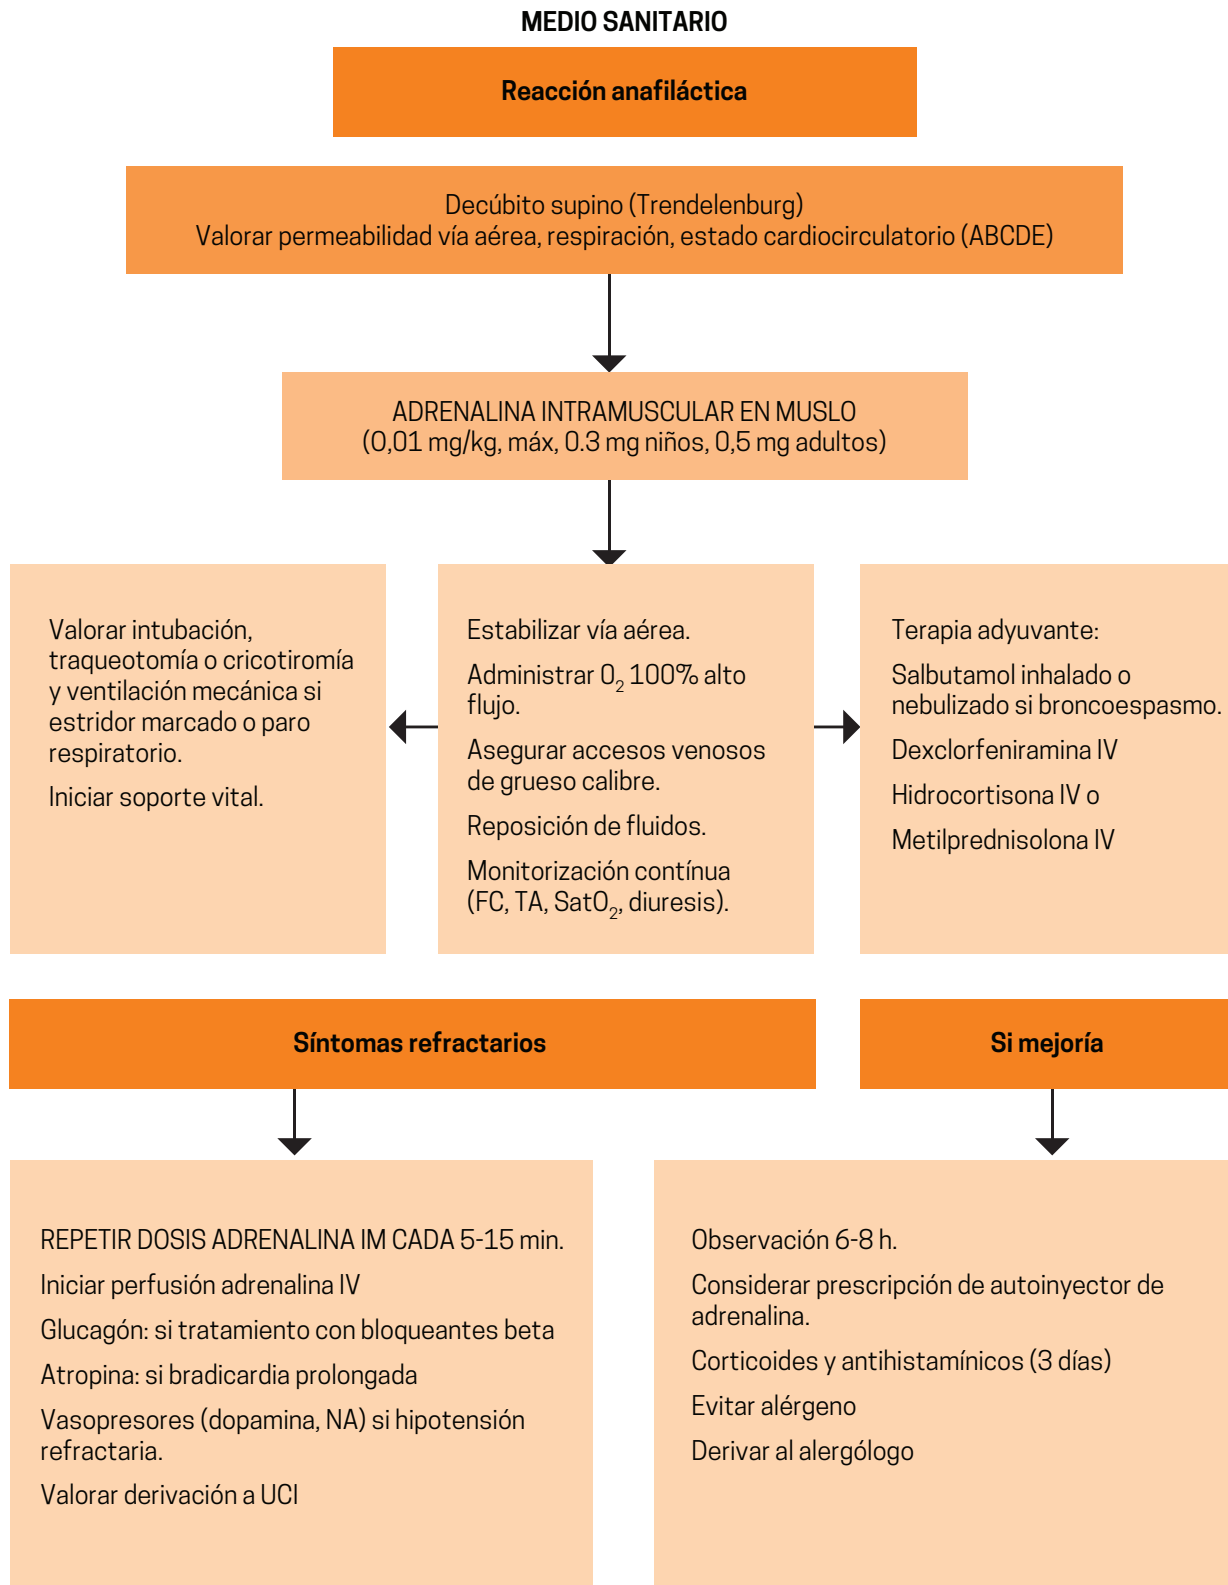 MEDIO SANITARIO
Reacción anafiláctica
Decúbito supino (Trendelenburg)
Valorar permeabilidad vía aérea, respiración, estado cardiocirculatorio (ABCDE)
ADRENALINA INTRAMUSCULAR EN MUSLO
(0,01 mg/kg, máx, 0.3 mg niños, 0,5 mg adultos)
Valorar intubación,
traqueotomía o cricotiromía
y ventilación mecánica si
estridor marcado o paro
respiratorio.
Iniciar soporte vital.
Estabilizar vía aérea.
Administrar O₂ 100% alto
flujo.
Asegurar accesos venosos
de grueso calibre.
Reposición de fluidos.
Monitorización contínua
(FC, TA, SatO₂, diuresis).
Terapia adyuvante:
Salbutamol inhalado o
nebulizado si broncoespasmo.
Dexclorfeniramina IV
Hidrocortisona IV o
Metilprednisolona IV
Síntomas refractarios
Si mejoría
REPETIR DOSIS ADRENALINA IM CADA 5-15 min.
Iniciar perfusión adrenalina IV
Glucagón: si tratamiento con bloqueantes beta
Atropina: si bradicardia prolongada
Vasopresores (dopamina, NA) si hipotensión
refractaria.
Valorar derivación a UCI
Observación 6-8 h.
Considerar prescripción de autoinyector de
adrenalina.
Corticoides y antihistamínicos (3 días)
Evitar alérgeno
Derivar al alergólogo